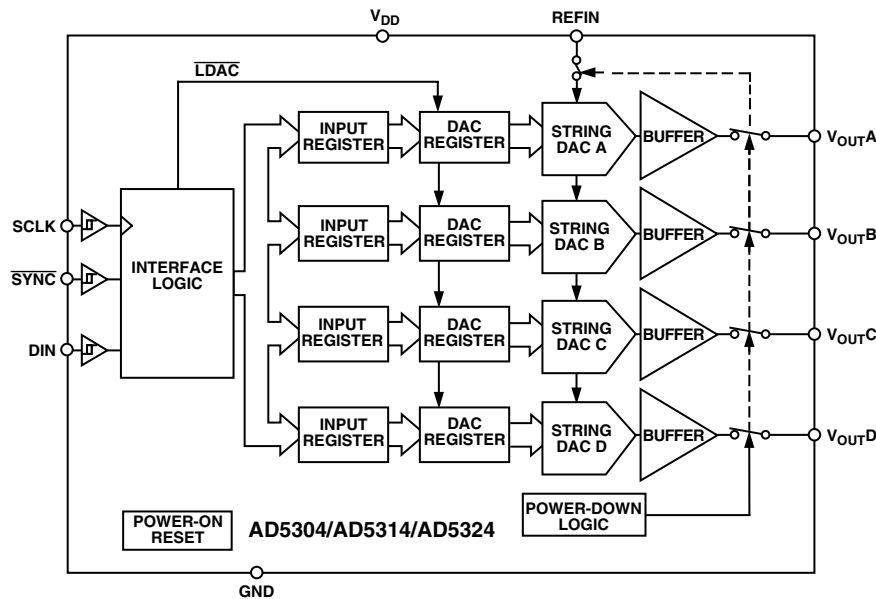 VDD
REFIN
LDAC
INPUT
REGISTER
DAC
REGISTER
STRING
DAC A
BUFFER
VOUTA
SCLK
SYNC
DIN
INTERFACE
LOGIC
INPUT
REGISTER
DAC
REGISTER
STRING
DAC B
BUFFER
VOUTB
INPUT
REGISTER
DAC
REGISTER
STRING
DAC C
BUFFER
VOUTC
INPUT
REGISTER
DAC
REGISTER
STRING
DAC D
BUFFER
VOUTD
POWER-ON
RESET
AD5304/AD5314/AD5324
POWER-DOWN
LOGIC
GND